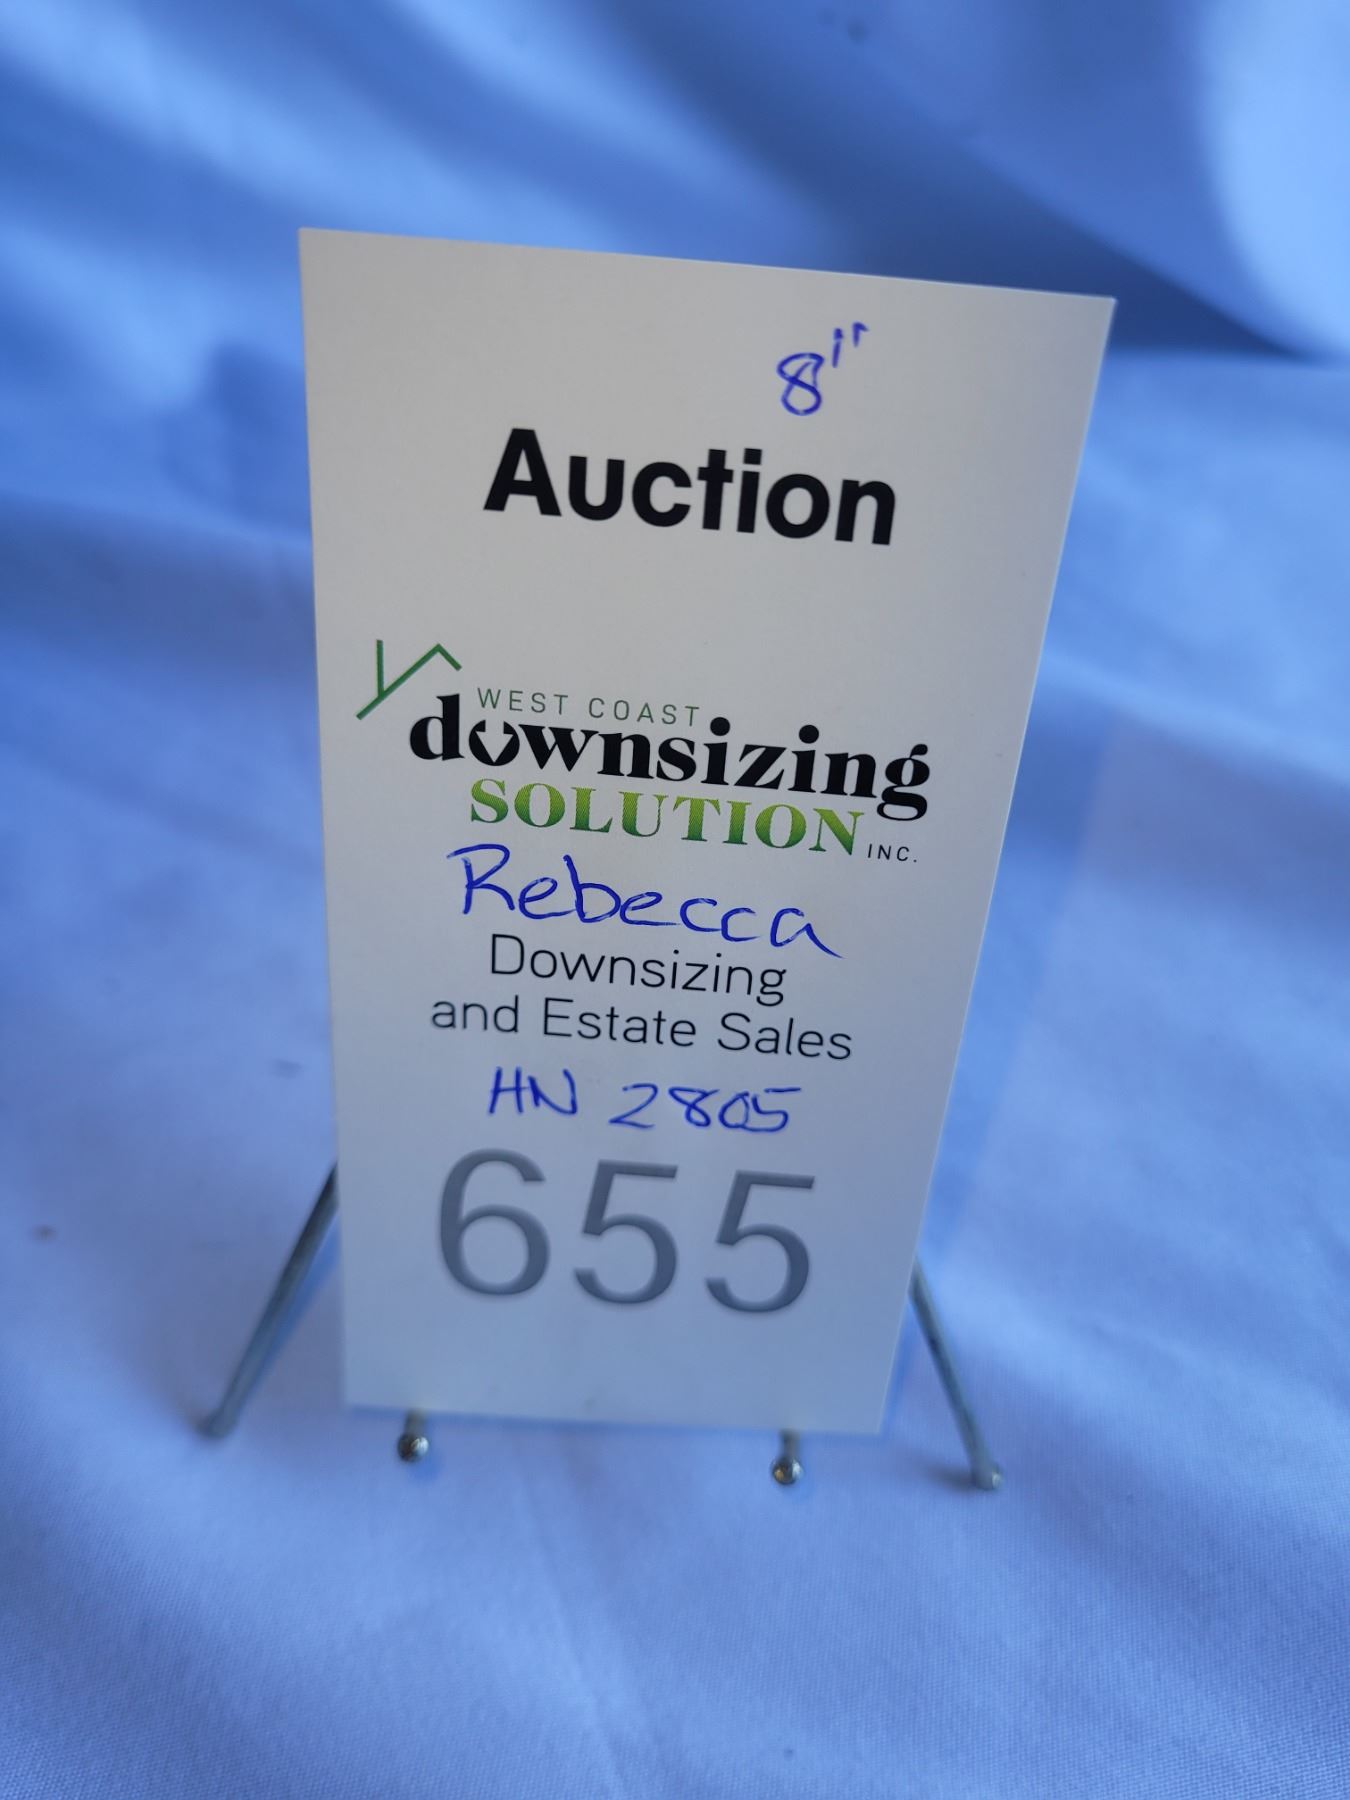 8"
Auction
WEST COAST
downsizing
SOLUTION INC.
Rebecca
Downsizing
and Estate Sales
HN 2805
655